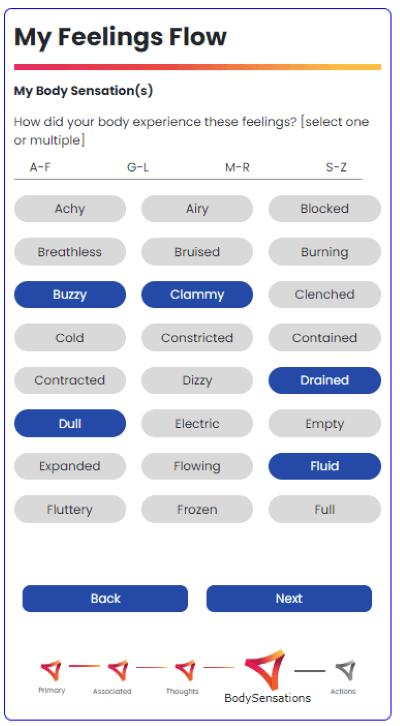 My Feelings Flow
My Body Sensation(s)
How did your body experience these feelings? [select one
or multiple]
A-F G-L M-R S-Z
Achy Airy Blocked
Breathless Bruised Burning
Buzzy Clammy Clenched
Cold Constricted Contained
Contracted Dizzy Drained
Dull Electric Empty
Expanded Flowing Fluid
Fluttery Frozen Full
Back Next
Primary Associated Thoughts BodySensations Actions